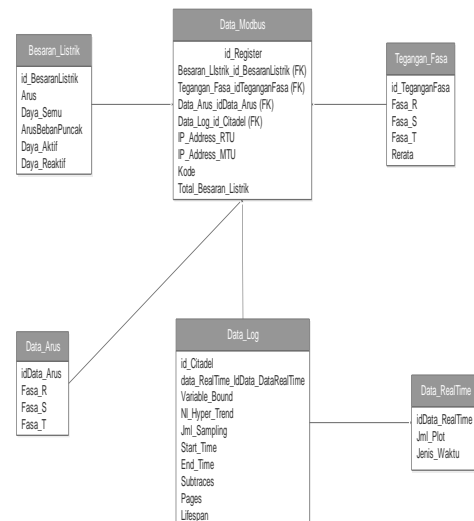 Data_Modbus
id_Register
Besaran_LIstrik_id_BesaranListrik (FK)
Tegangan_Fasa_idTeganganFasa (FK)
Data_Arus_idData_Arus (FK)
Data_Log_id_Citadel (FK)
IP_Address_RTU
IP_Address_MTU
Kode
Total_Besaran_Listrik
Besaran_Listrik
id_BesaranListrik
Arus
Daya_Semu
ArusBebanPuncak
Daya_Aktif
Daya_Reaktif
Tegangan_Fasa
id_TeganganFasa
Fasa_R
Fasa_S
Fasa_T
Rerata
Data_Arus
idData_Arus
Fasa_R
Fasa_S
Fasa_T
Data_Log
id_Citadel
data_RealTime_IdData_DataRealTime
Variable_Bound
NI_Hyper_Trend
Jml_Sampling
Start_Time
End_Time
Subtraces
Pages
Lifespan
Data_RealTime
idData_RealTime
Jml_Plot
Jenis_Waktu